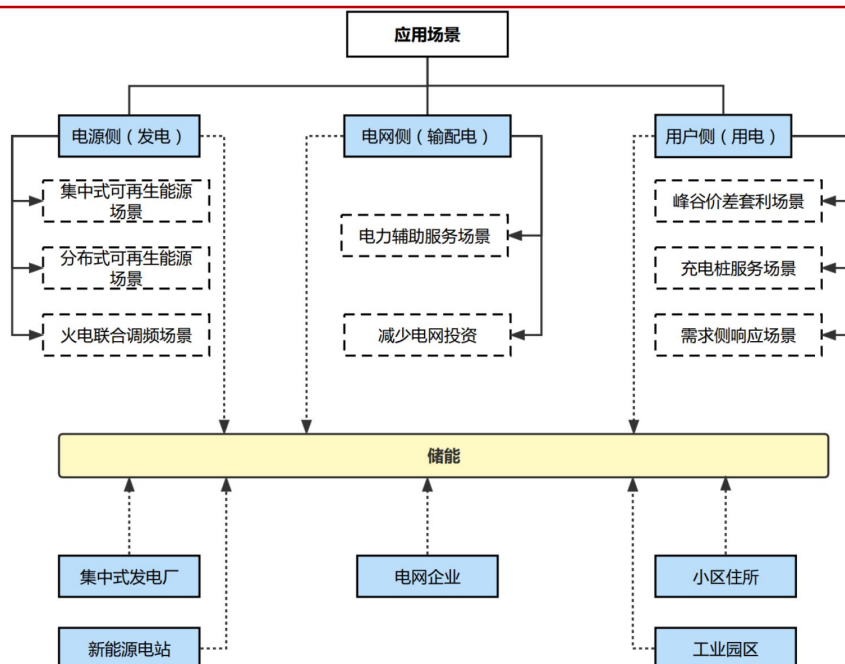 应用场景
电源侧（发电）
电网侧（输配电）
用户侧（用电）
集中式可再生能源
场景
分布式可再生能源
场景
火电联合调频场景
电力辅助服务场景
减少电网投资
峰谷价差套利场景
充电桩服务场景
需求侧响应场景
储能
集中式发电厂
电网企业
小区住所
新能源电站
工业园区